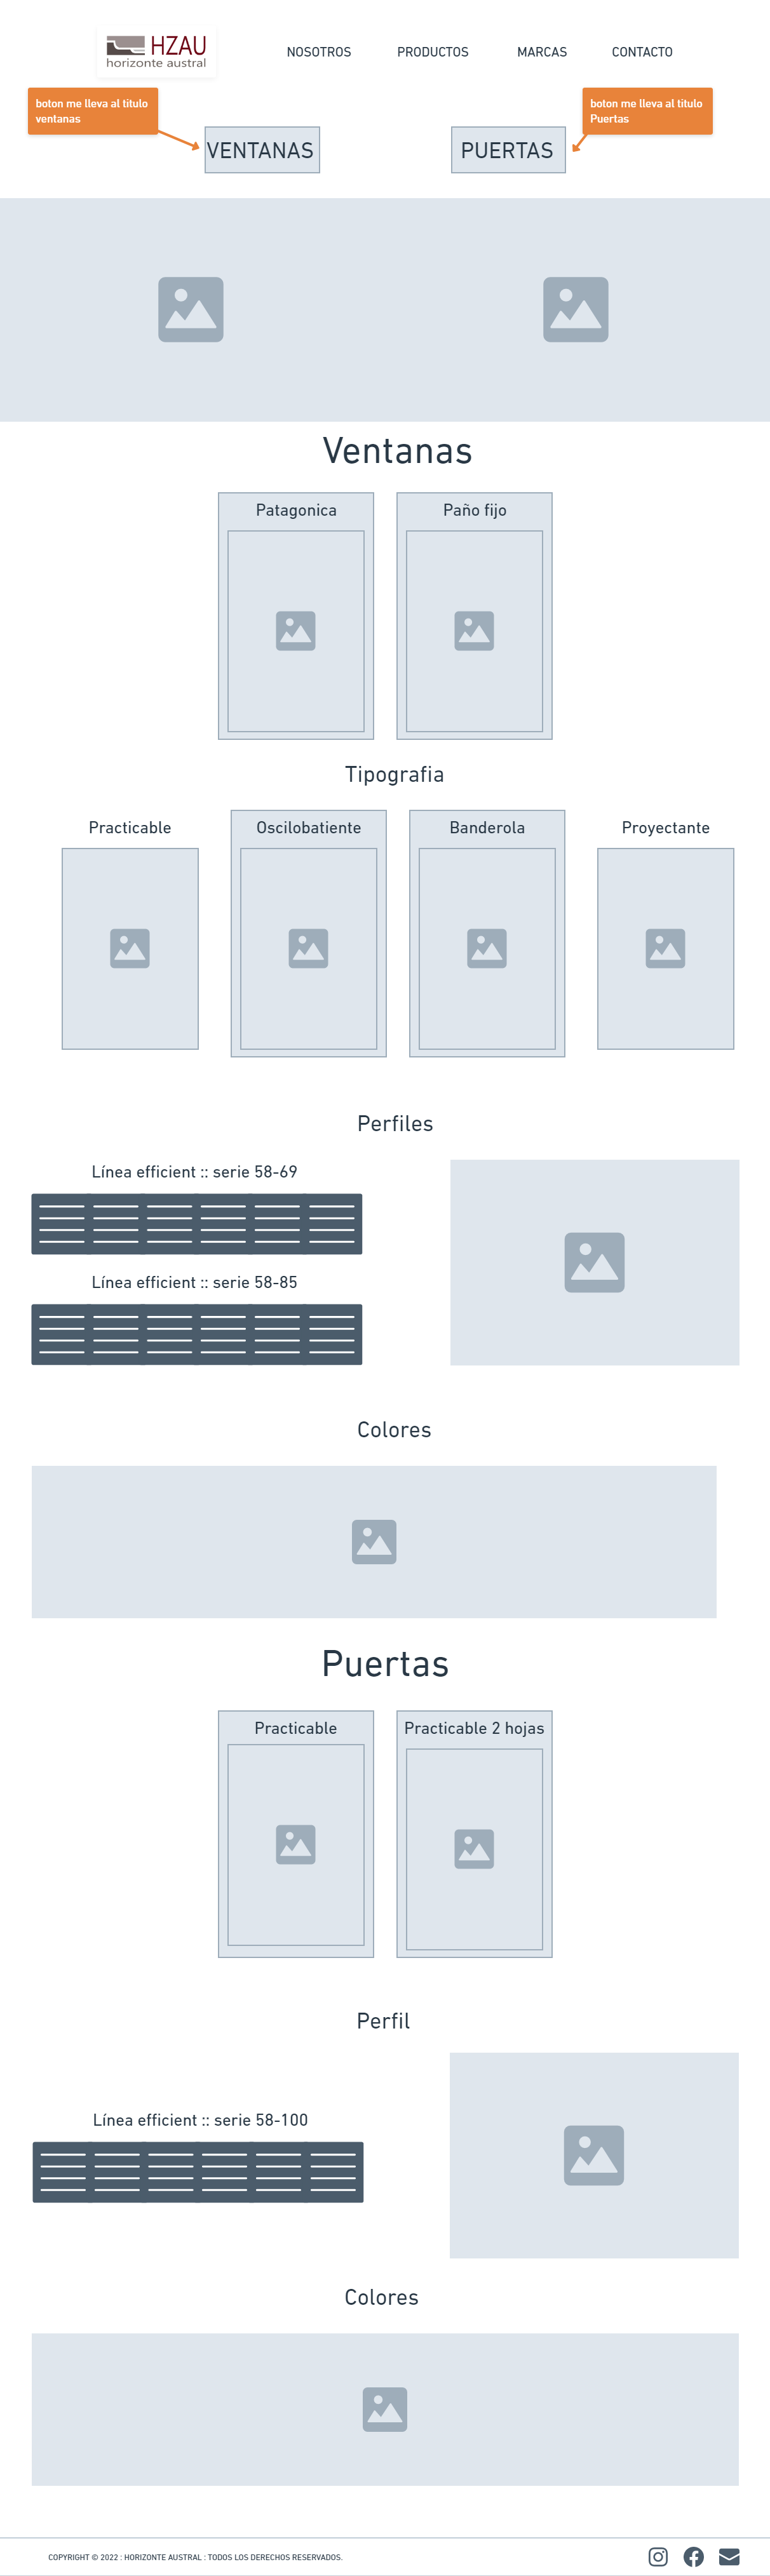 HZAU
horizonte austral
NOSOTROS
PRODUCTOS
MARCAS
CONTACTO
boton me lleva al titulo
ventanas
boton me lleva al titulo
Puertas
VENTANAS
PUERTAS
Ventanas
Patagonica
Paño fijo
Tipografia
Practicable
Oscilobatiente
Banderola
Proyectante
Perfiles
Línea efficient :: serie 58-69
Línea efficient :: serie 58-85
Colores
Puertas
Practicable
Practicable 2 hojas
Perfil
Línea efficient :: serie 58-100
Colores
COPYRIGHT © 2022 : HORIZONTE AUSTRAL : TODOS LOS DERECHOS RESERVADOS.